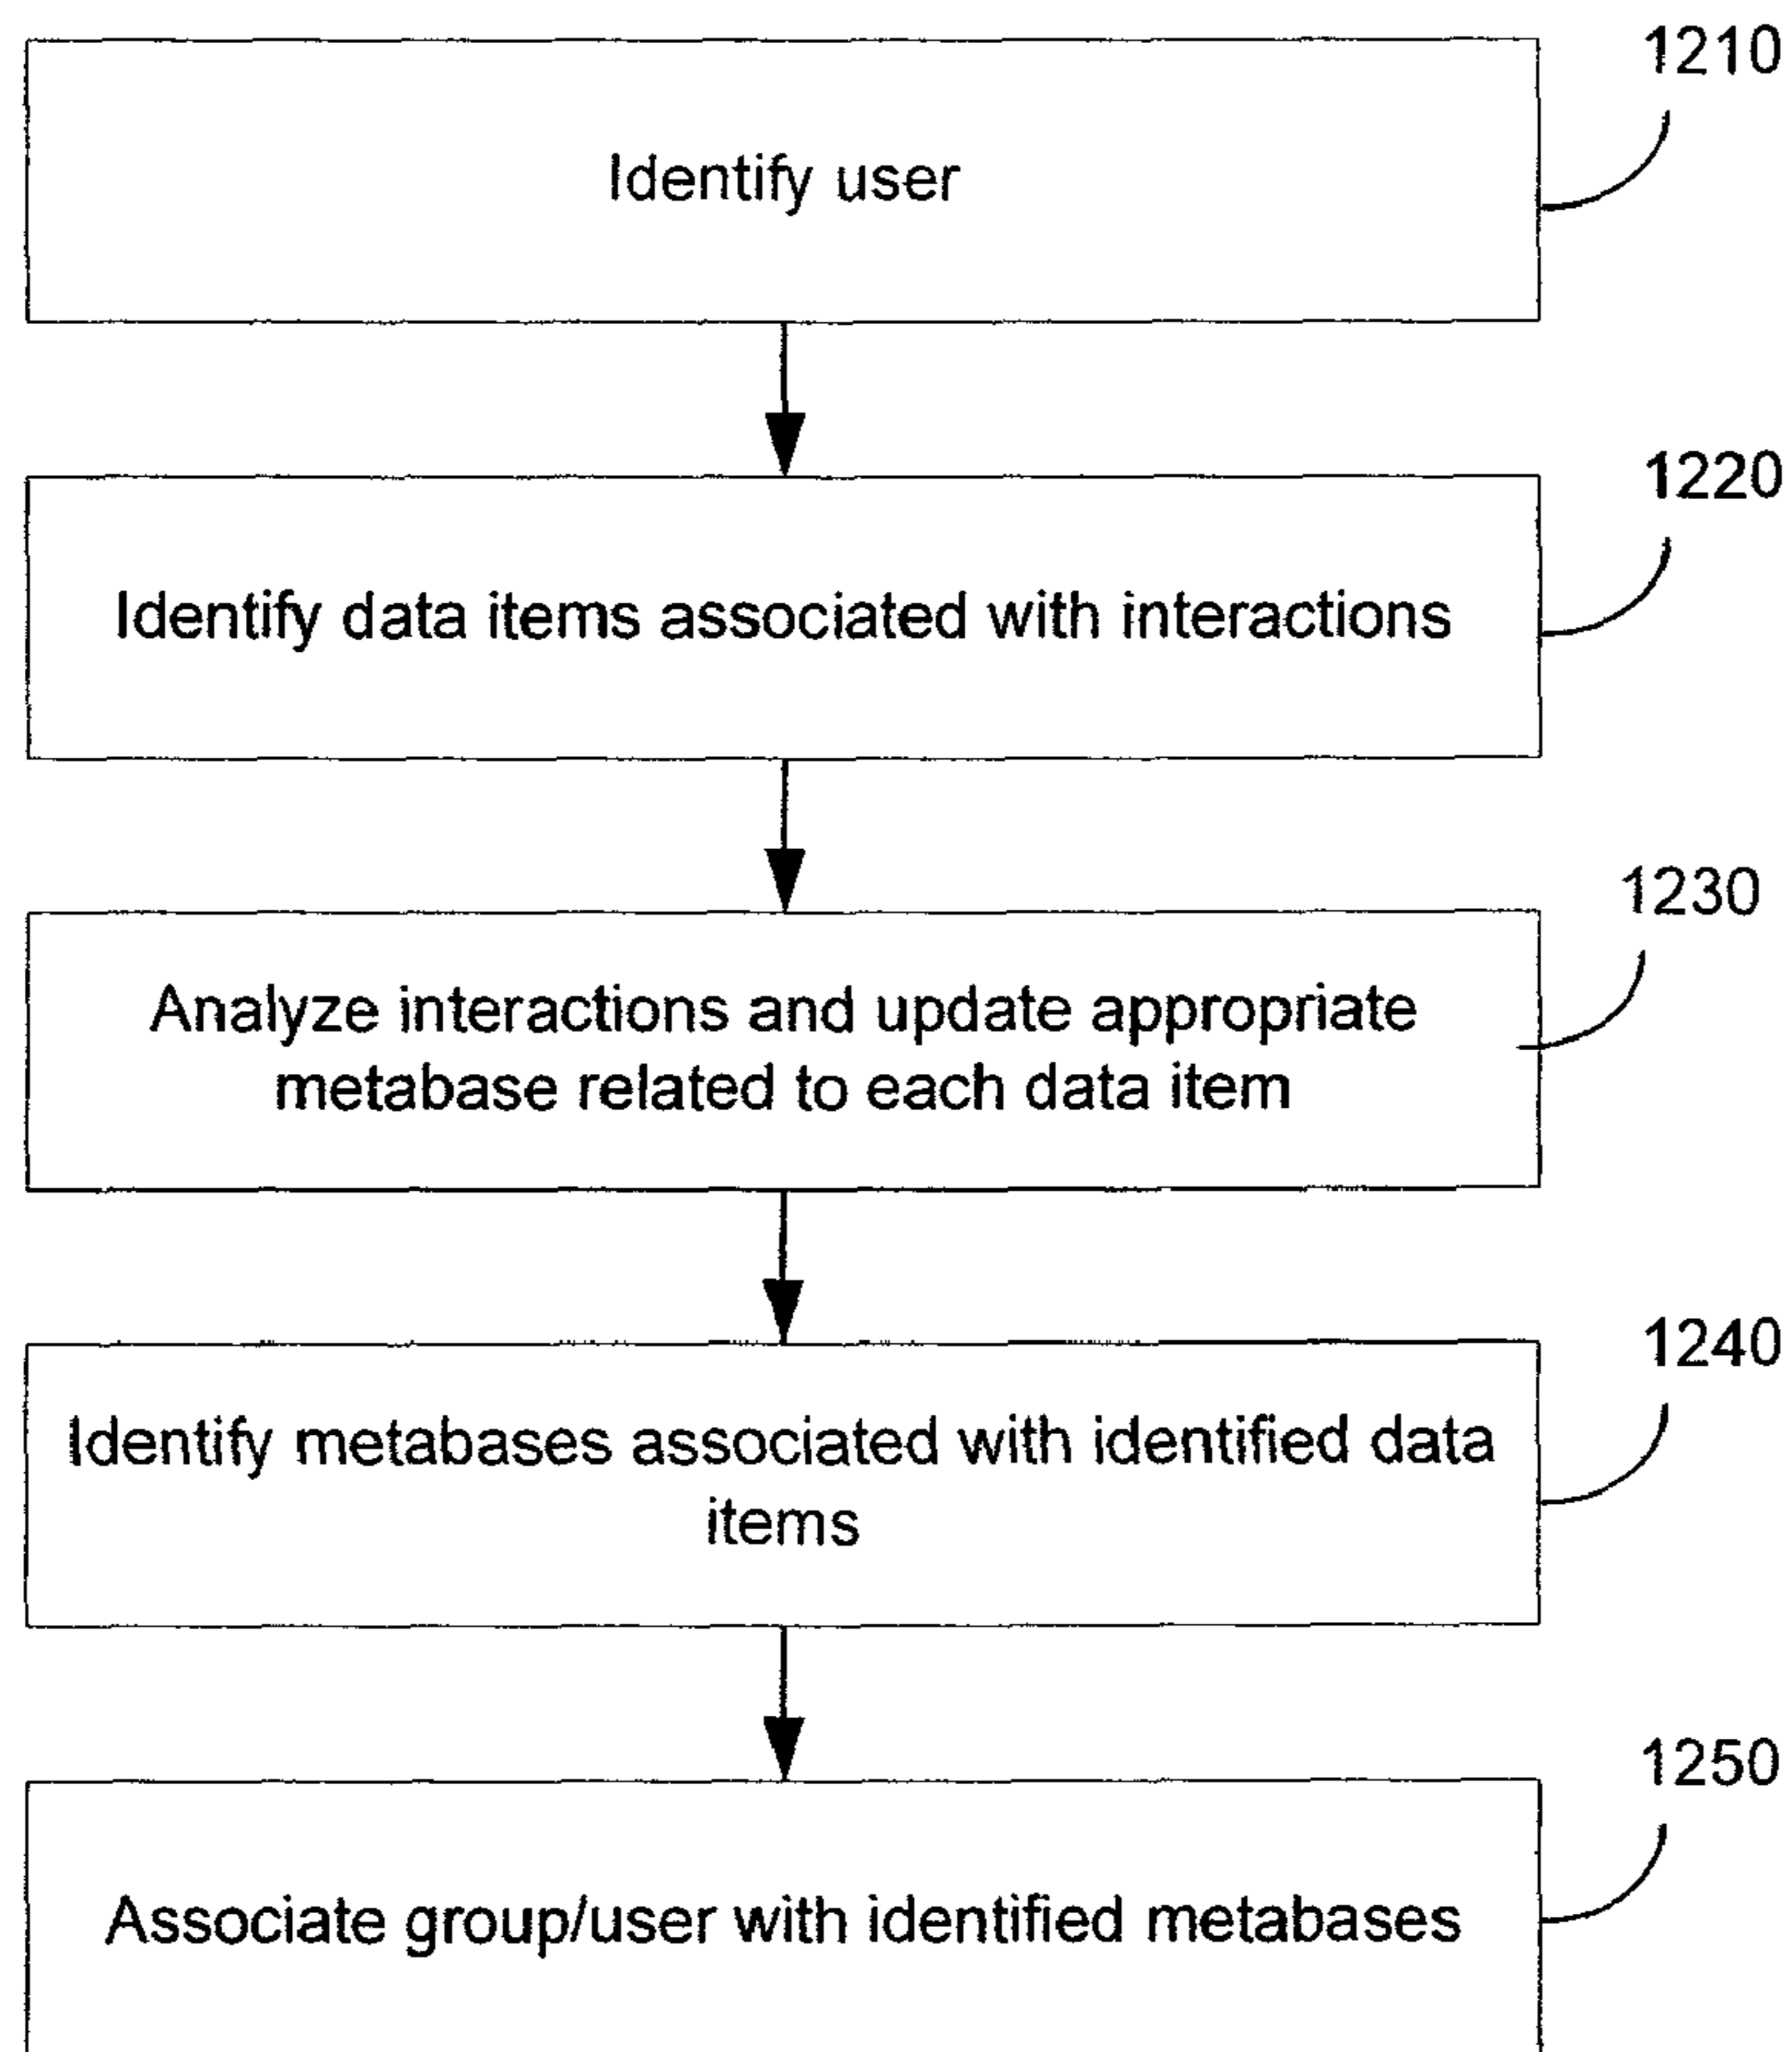 1210
Identify user
1220
Identify data items associated with interactions
1230
Analyze interactions and update appropriate
metabase related to each data item
1240
Identify metabases associated with identified data
items
1250
Associate group/user with identified metabases